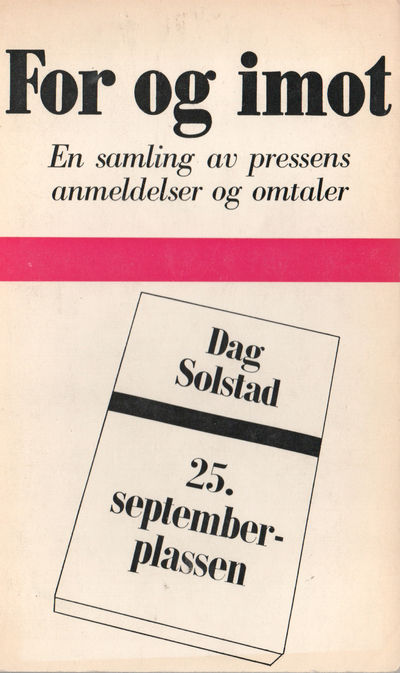 For og imot
En samling av pressens
anmeldelser og omtaler
Dag
Solstad
25.
september-
plassen